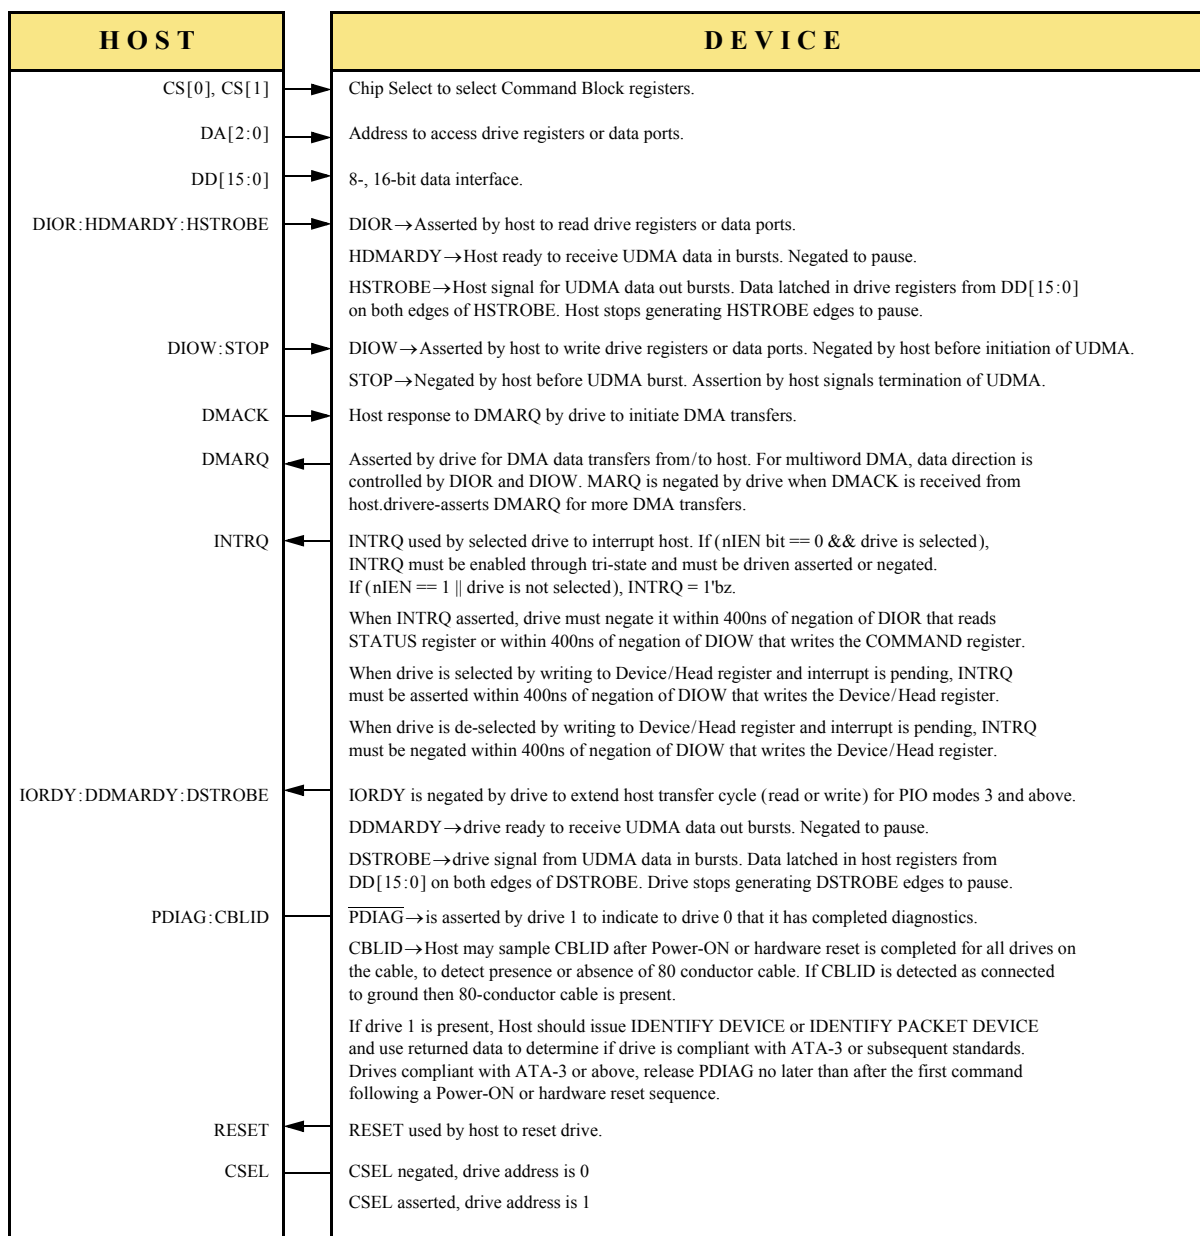 HOST
DEVICE
CS[0], CS[1]
Chip Select to select Command Block registers.
DA[2:0]
Address to access drive registers or data ports.
DD[15:0]
8-, 16-bit data interface.
DIOR:HDMARDY:HSTROBE
DIOR→Asserted by host to read drive registers or data ports.
HDMARDY→Host ready to receive UDMA data in bursts. Negated to pause.
HSTROBE→Host signal for UDMA data out bursts. Data latched in drive registers from DD[15:0]
on both edges of HSTROBE. Host stops generating HSTROBE edges to pause.
DIOW:STOP
DIOW→Asserted by host to write drive registers or data ports. Negated by host before initiation of UDMA.
STOP→Negated by host before UDMA burst. Assertion by host signals termination of UDMA.
DMACK
Host response to DMARQ by drive to initiate DMA transfers.
DMARQ
Asserted by drive for DMA data transfers from/to host. For multiword DMA, data direction is
controlled by DIOR and DIOW. MARQ is negated by drive when DMACK is received from
host.drivere-asserts DMARQ for more DMA transfers.
INTRQ
INTRQ used by selected drive to interrupt host. If (nIEN bit == 0 && drive is selected),
INTRQ must be enabled through tri-state and must be driven asserted or negated.
If (nIEN == 1 || drive is not selected), INTRQ = 1'bz.
When INTRQ asserted, drive must negate it within 400ns of negation of DIOR that reads
STATUS register or within 400ns of negation of DIOW that writes the COMMAND register.
When drive is selected by writing to Device/Head register and interrupt is pending, INTRQ
must be asserted within 400ns of negation of DIOW that writes the Device/Head register.
When drive is de-selected by writing to Device/Head register and interrupt is pending, INTRQ
must be negated within 400ns of negation of DIOW that writes the Device/Head register.
IORDY:DDMARDY:DSTROBE
IORDY is negated by drive to extend host transfer cycle (read or write) for PIO modes 3 and above.
DDMARDY→drive ready to receive UDMA data out bursts. Negated to pause.
DSTROBE→drive signal from UDMA data in bursts. Data latched in host registers from
DD[15:0] on both edges of DSTROBE. Drive stops generating DSTROBE edges to pause.
PDIAG:CBLID
P̅D̅I̅A̅G̅→is asserted by drive 1 to indicate to drive 0 that it has completed diagnostics.
CBLID→Host may sample CBLID after Power-ON or hardware reset is completed for all drives on
the cable, to detect presence or absence of 80 conductor cable. If CBLID is detected as connected
to ground then 80-conductor cable is present.
If drive 1 is present, Host should issue IDENTIFY DEVICE or IDENTIFY PACKET DEVICE
and use returned data to determine if drive is compliant with ATA-3 or subsequent standards.
Drives compliant with ATA-3 or above, release PDIAG no later than after the first command
following a Power-ON or hardware reset sequence.
RESET
RESET used by host to reset drive.
CSEL
CSEL negated, drive address is 0
CSEL asserted, drive address is 1